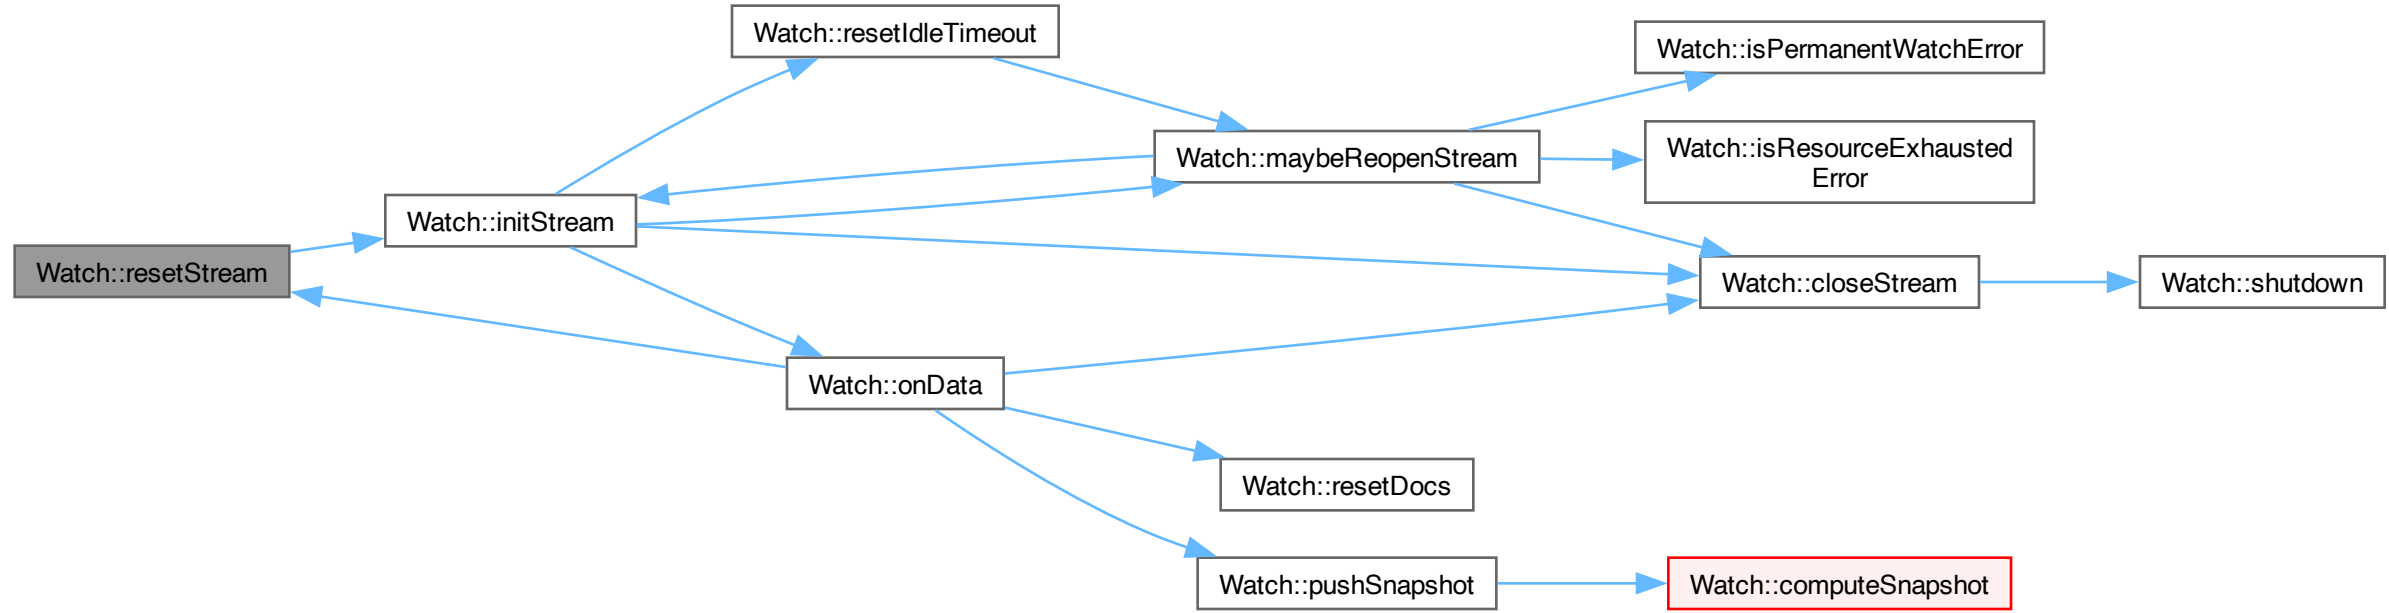 Watch::resetIdleTimeout
Watch::isPermanentWatchError
Watch::maybeReopenStream
Watch::isResourceExhausted
Error
Watch::initStream
Watch::resetStream
Watch::closeStream
Watch::shutdown
Watch::onData
Watch::resetDocs
Watch::pushSnapshot
Watch::computeSnapshot